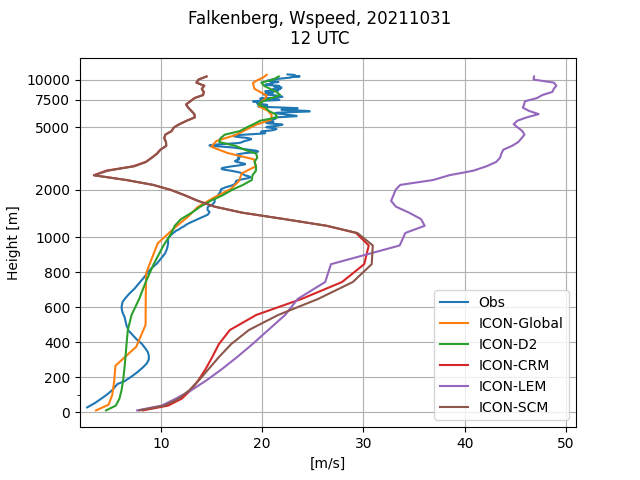 Falkenberg, Wspeed, 20211031
12 UTC
Height [m]
10000
7500
5000
2000
1000
800
600
400
200
0
Obs
ICON-Global
ICON-D2
ICON-CRM
ICON-LEM
ICON-SCM
10 20 30 40 50
[m/s]